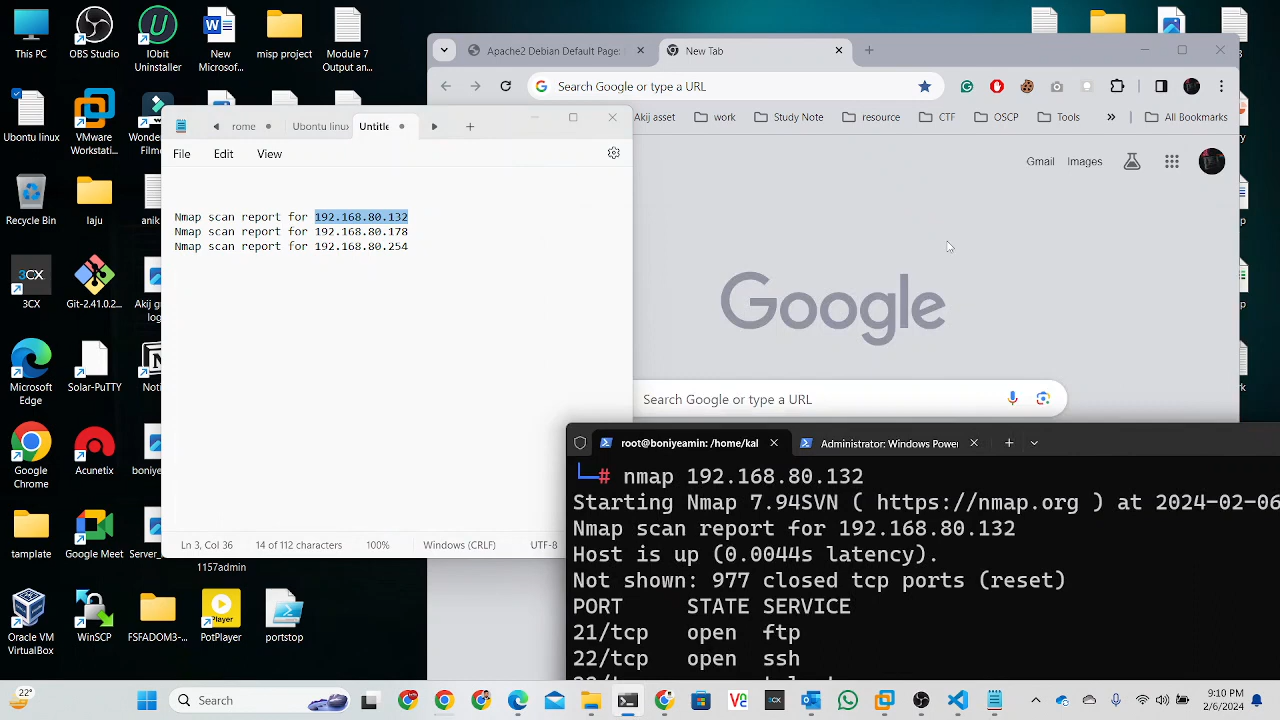 This PC
OBS Studio
IObit
Uninstaller
New
Microsof...
misp project
Module 7
Output an...
Ubuntu linux
VMware
Workstati...
Recycle Bin
laju
anik
3CX
3CX
Git-2.41.0.2...
Akij g
Microsoft
Edge
Solar-PuTTY
Noti
Google
Chrome
Acunetix
boniye
tamplate
Google Meet
Server_
1157admin
Oracle VM
VirtualBox
WinSCP
FSFADOM3-...
PotPlayer
portstop
Apache2 D Default Page
New Tab
Search Google or type a URL
Akij asset
work
Study Note
resource
CTF
OSCP
Tools
All Bookmarks
Gmail
Images
Google
Search Google or type a URL
rome
Ubuntu linux
Untitle
File
Edit
View
Nmap scan report for 192.168.80.132
Nmap scan report for 192.168.80.178
Nmap scan report for 192.168.80.254
Ln 3, Col 36
14 of 112 characters
100%
Windows (CRLF)
UTF-8
root@boniyeamin: /home/kal
Administrator: Windows Power
# nmap 192.168.80.132
Starting Nmap 7.94SVN ( https://nmap.org ) at 2024-02-06
Nmap scan report for 192.168.80.132
Host is up (0.0044s latency).
Not shown: 977 closed tcp ports (reset)
PORT STATE SERVICE
21/tcp open ftp
22/tcp open ssh
22°
Search
9:10 PM
2/6/2024